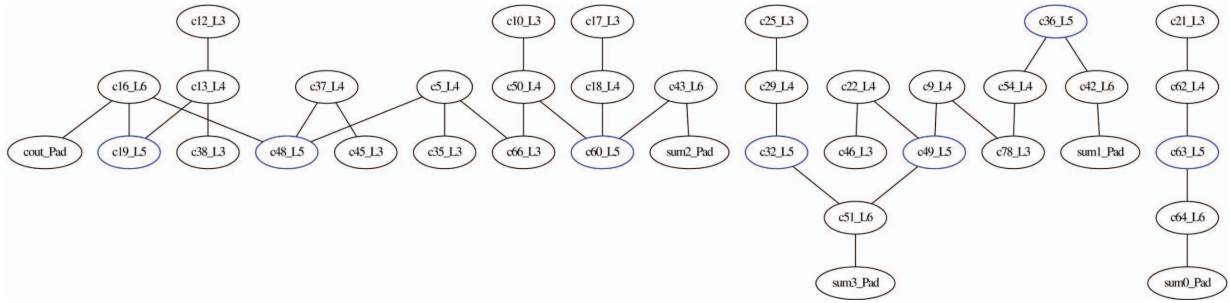 c12_L3 c10_L3 c17_L3 c25_L3 c36_L5 c21_L3
c16_L6 c13_L4 c37_L4 c5_L4 c50_L4 c18_L4 c43_L6 c29_L4 c22_L4 c9_L4 c54_L4 c42_L6 c62_L4
cout_Pad c19_L5 c38_L3 c48_L5 c45_L3 c35_L3 c66_L3 c60_L5 sum2_Pad c32_L5 c46_L3 c49_L5 c78_L3 sum1_Pad c63_L5
c51_L6 c64_L6
sum3_Pad sum0_Pad